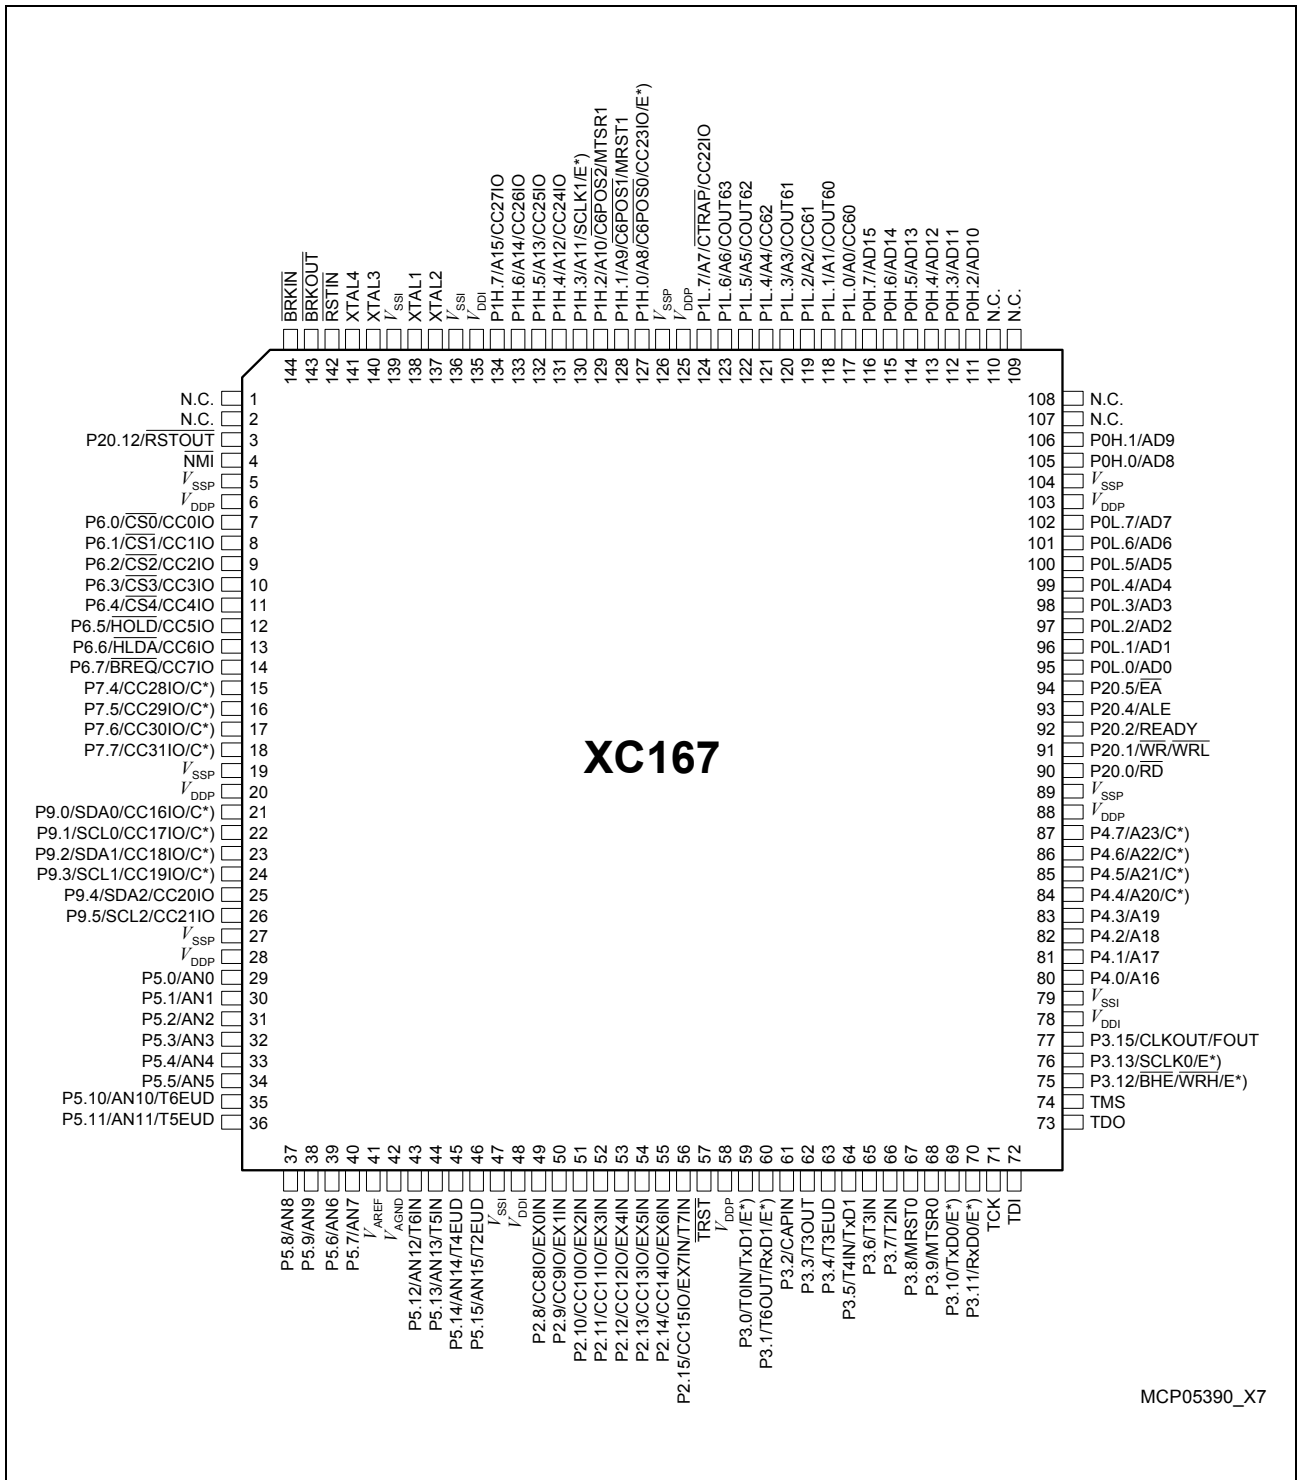 BRKIN
BRKOUT
RSTIN
XTAL4
XTAL3
VSSI
XTAL1
XTAL2
VSSI
VDDI
P1H.7/A15/CC27IO
P1H.6/A14/CC26IO
P1H.5/A13/CC25IO
P1H.4/A12/CC24IO
P1H.3/A11/SCLK1/E*)
P1H.2/A10/C6POS2/MTSR1
P1H.1/A9/C6POS1/MRST1
P1H.0/A8/C6POS0/CC23IO/E*)
VSSP
VDDP
P1L.7/A7/CTRAP/CC22IO
P1L.6/A6/COUT63
P1L.5/A5/COUT62
P1L.4/A4/CC62
P1L.3/A3/COUT61
P1L.2/A2/CC61
P1L.1/A1/COUT60
P1L.0/A0/CC60
P0H.7/AD15
P0H.6/AD14
P0H.5/AD13
P0H.4/AD12
P0H.3/AD11
P0H.2/AD10
N.C.
N.C.
144 143 142 141 140 139 138 137 136 135 134 133 132 131 130 129 128 127 126 125 124 123 122 121 120 119 118 117 116 115 114 113 112 111 110 109
N.C. 1
N.C. 2
P20.12/RSTOUT 3
NMI 4
VSSP 5
VDDP 6
P6.0/CS0/CC0IO 7
P6.1/CS1/CC1IO 8
P6.2/CS2/CC2IO 9
P6.3/CS3/CC3IO 10
P6.4/CS4/CC4IO 11
P6.5/HOLD/CC5IO 12
P6.6/HLDA/CC6IO 13
P6.7/BREQ/CC7IO 14
P7.4/CC28IO/C*) 15
P7.5/CC29IO/C*) 16
P7.6/CC30IO/C*) 17
P7.7/CC31IO/C*) 18
VSSP 19
VDDP 20
P9.0/SDA0/CC16IO/C*) 21
P9.1/SCL0/CC17IO/C*) 22
P9.2/SDA1/CC18IO/C*) 23
P9.3/SCL1/CC19IO/C*) 24
P9.4/SDA2/CC20IO 25
P9.5/SCL2/CC21IO 26
VSSP 27
VDDP 28
P5.0/AN0 29
P5.1/AN1 30
P5.2/AN2 31
P5.3/AN3 32
P5.4/AN4 33
P5.5/AN5 34
P5.10/AN10/T6EUD 35
P5.11/AN11/T5EUD 36
XC167
108 N.C.
107 N.C.
106 P0H.1/AD9
105 P0H.0/AD8
104 VSSP
103 VDDP
102 P0L.7/AD7
101 P0L.6/AD6
100 P0L.5/AD5
99 P0L.4/AD4
98 P0L.3/AD3
97 P0L.2/AD2
96 P0L.1/AD1
95 P0L.0/AD0
94 P20.5/EA
93 P20.4/ALE
92 P20.2/READY
91 P20.1/WR/WRL
90 P20.0/RD
89 VSSP
88 VDDP
87 P4.7/A23/C*)
86 P4.6/A22/C*)
85 P4.5/A21/C*)
84 P4.4/A20/C*)
83 P4.3/A19
82 P4.2/A18
81 P4.1/A17
80 P4.0/A16
79 VSSI
78 VDDI
77 P3.15/CLKOUT/FOUT
76 P3.13/SCLK0/E*)
75 P3.12/BHE/WRH/E*)
74 TMS
73 TDO
37 38 39 40 41 42 43 44 45 46 47 48 49 50 51 52 53 54 55 56 57 58 59 60 61 62 63 64 65 66 67 68 69 70 71 72
P5.8/AN8
P5.9/AN9
P5.6/AN6
P5.7/AN7
VAREF
VAGND
P5.12/AN12/T6IN
P5.13/AN13/T5IN
P5.14/AN14/T4EUD
P5.15/AN15/T2EUD
VSSI
VDDI
P2.8/CC8IO/EX0IN
P2.9/CC9IO/EX1IN
P2.10/CC10IO/EX2IN
P2.11/CC11IO/EX3IN
P2.12/CC12IO/EX4IN
P2.13/CC13IO/EX5IN
P2.14/CC14IO/EX6IN
P2.15/CC15IO/EX7IN/T7IN
TRST
VDDP
P3.0/T0IN/TxD1/E*)
P3.1/T6OUT/RxD1/E*)
P3.2/CAPIN
P3.3/T3OUT
P3.4/T3EUD
P3.5/T4IN/TxD1
P3.6/T3IN
P3.7/T2IN
P3.8/MRST0
P3.9/MTSR0
P3.10/TxD0/E*)
P3.11/RxD0/E*)
TCK
TDI
MCP05390_X7